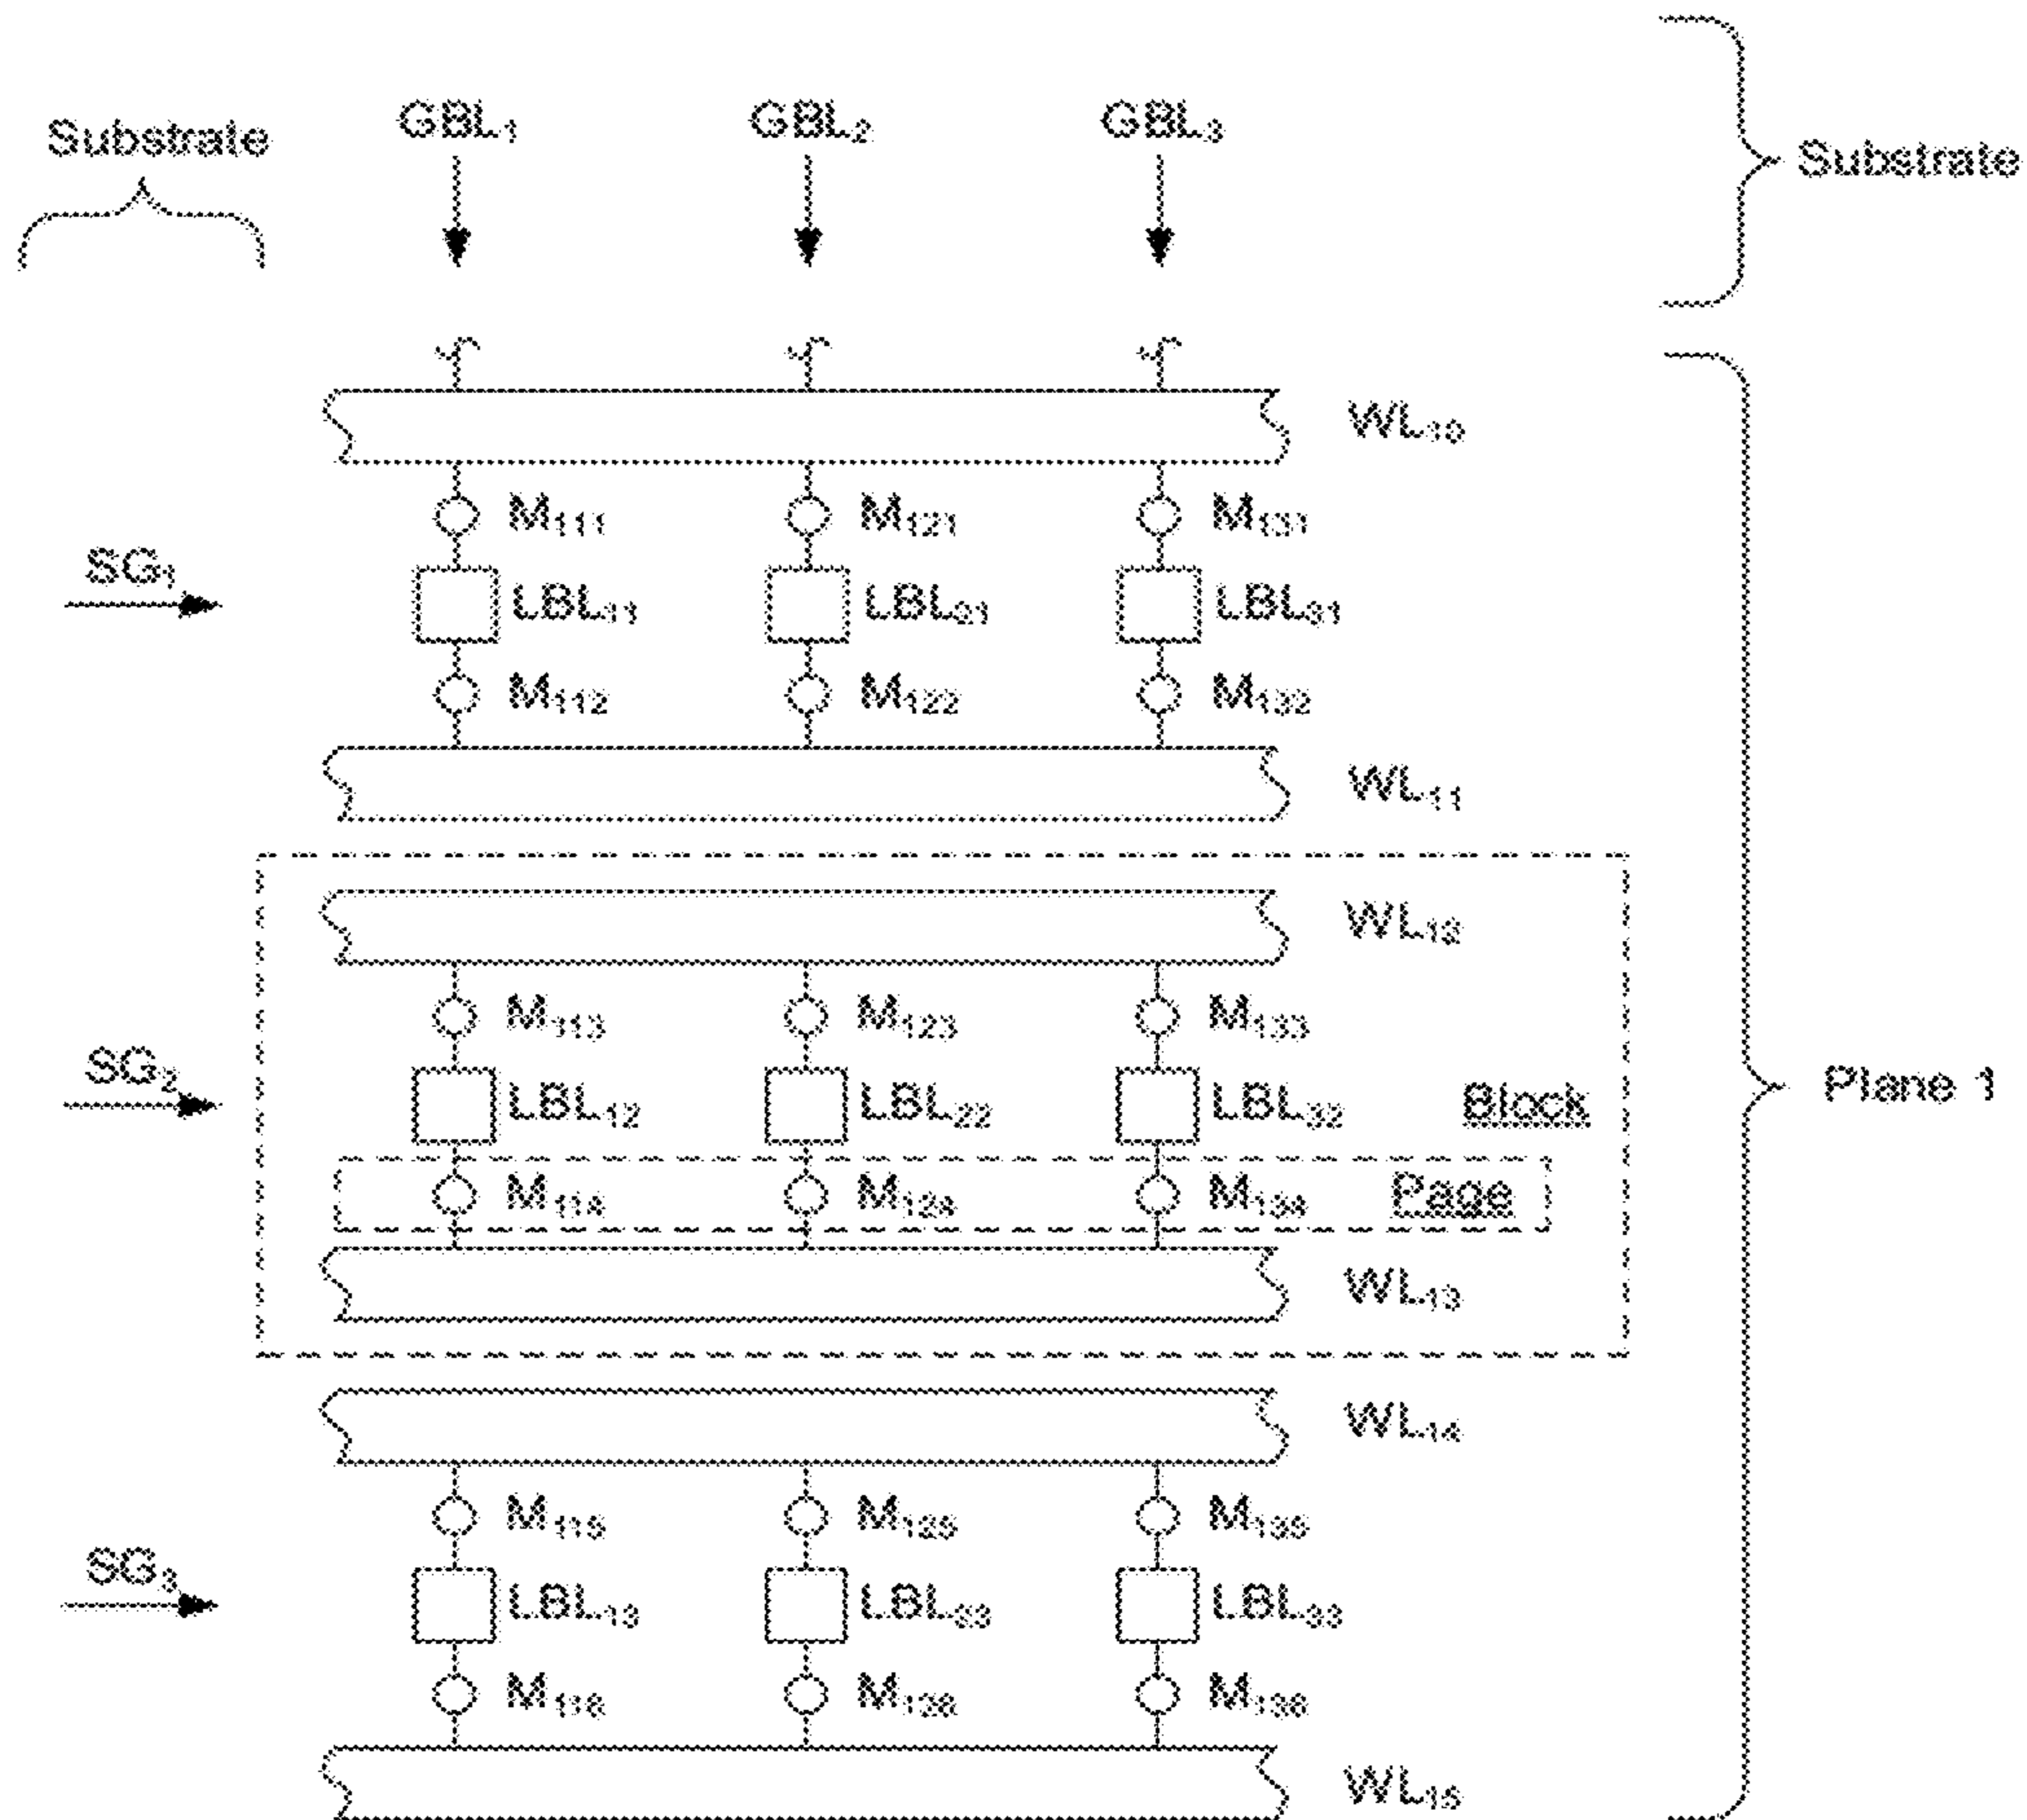 Substrate
GBL₁ GBL₂ GBL₃
Substrate
WL₁₀
M₁₁₁ M₁₂₁ M₁₃₁
SG₁
LBL₁₁ LBL₂₁ LBL₃₁
M₁₁₂ M₁₂₂ M₁₃₂
WL₁₁
WL₁₂
M₁₁₃ M₁₂₃ M₁₃₃
SG₂
LBL₁₂ LBL₂₂ LBL₃₂
Block
Plane 1
M₁₁₄ M₁₂₄ M₁₃₄
Page
WL₁₃
WL₁₄
M₁₁₅ M₁₂₅ M₁₃₅
SG₃
LBL₁₃ LBL₃₃
M₁₁₆ M₁₂₆ M₁₃₆
WL₁₅